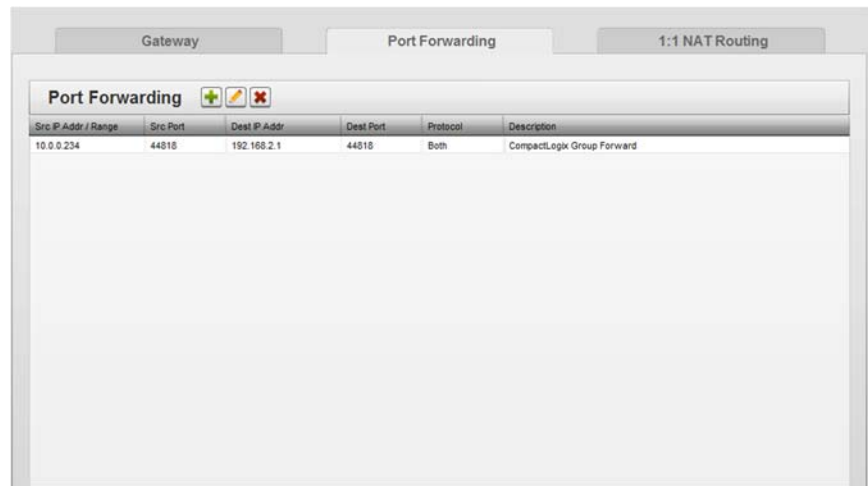 Gateway Port Forwarding 1:1 NAT Routing
Port Forwarding
Src IP Addr / Range Src Port Dest IP Addr Dest Port Protocol Description
10.0.0.234 44818 192.168.2.1 44818 Both CompactLogix Group Forward